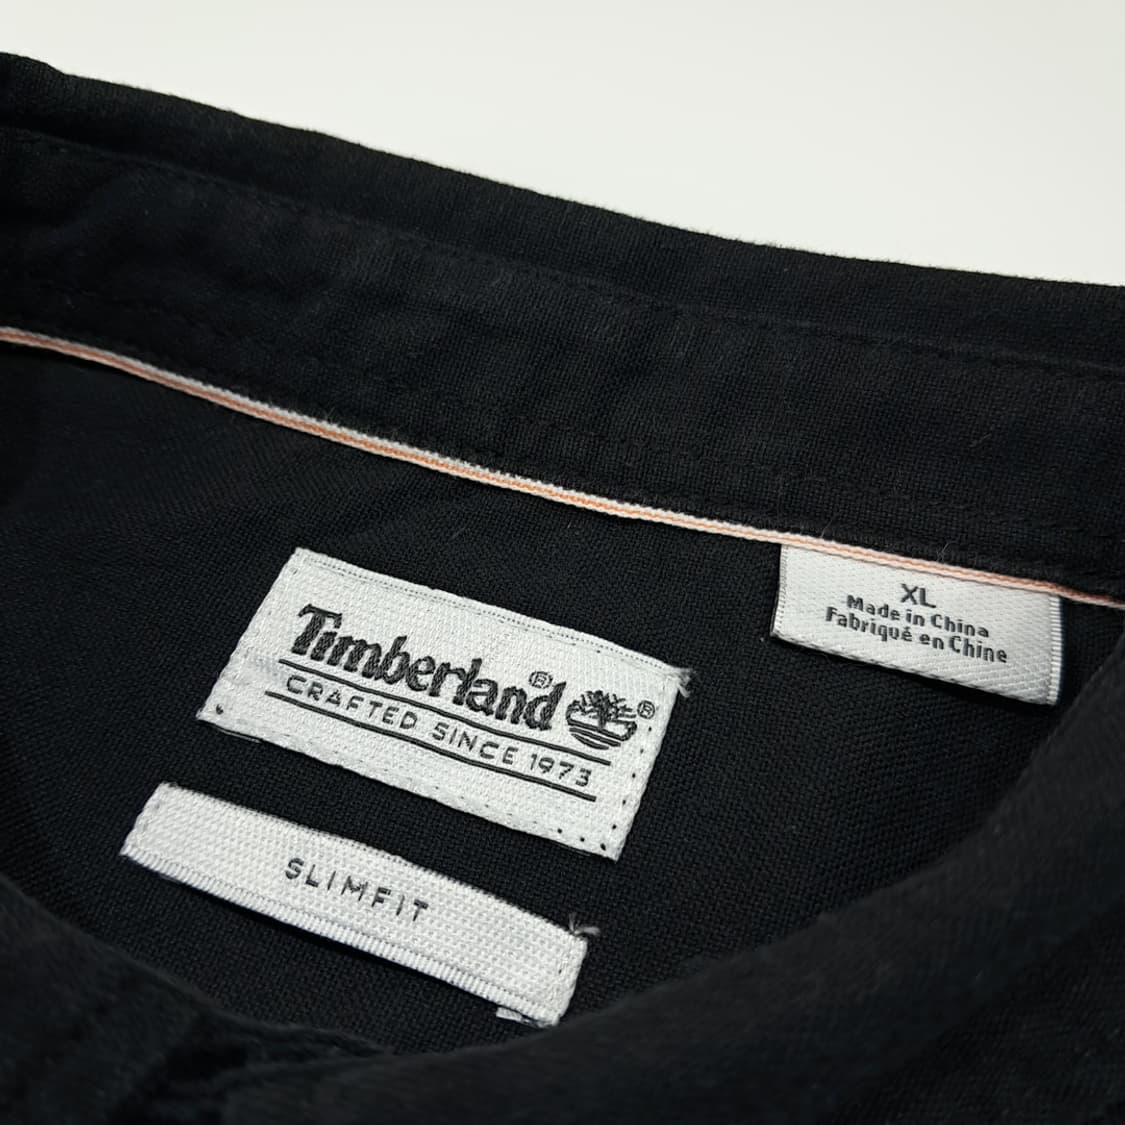 Timberland®
®
CRAFTED SINCE 1973
SLIMFIT
XL
Made in China
Fabriqué en Chine